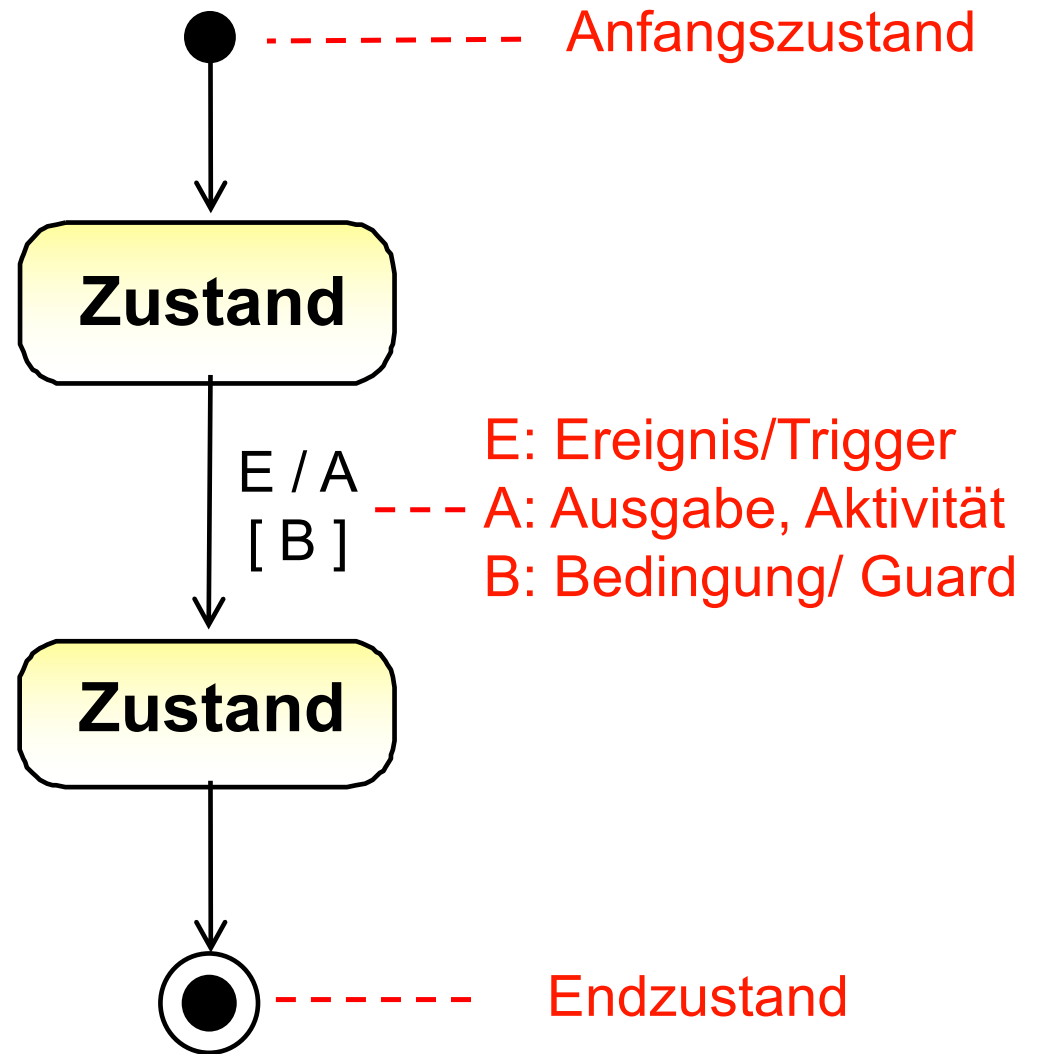 Anfangszustand
Zustand
E / A
[ B ]
E: Ereignis/Trigger
A: Ausgabe, Aktivität
B: Bedingung/ Guard
Zustand
Endzustand